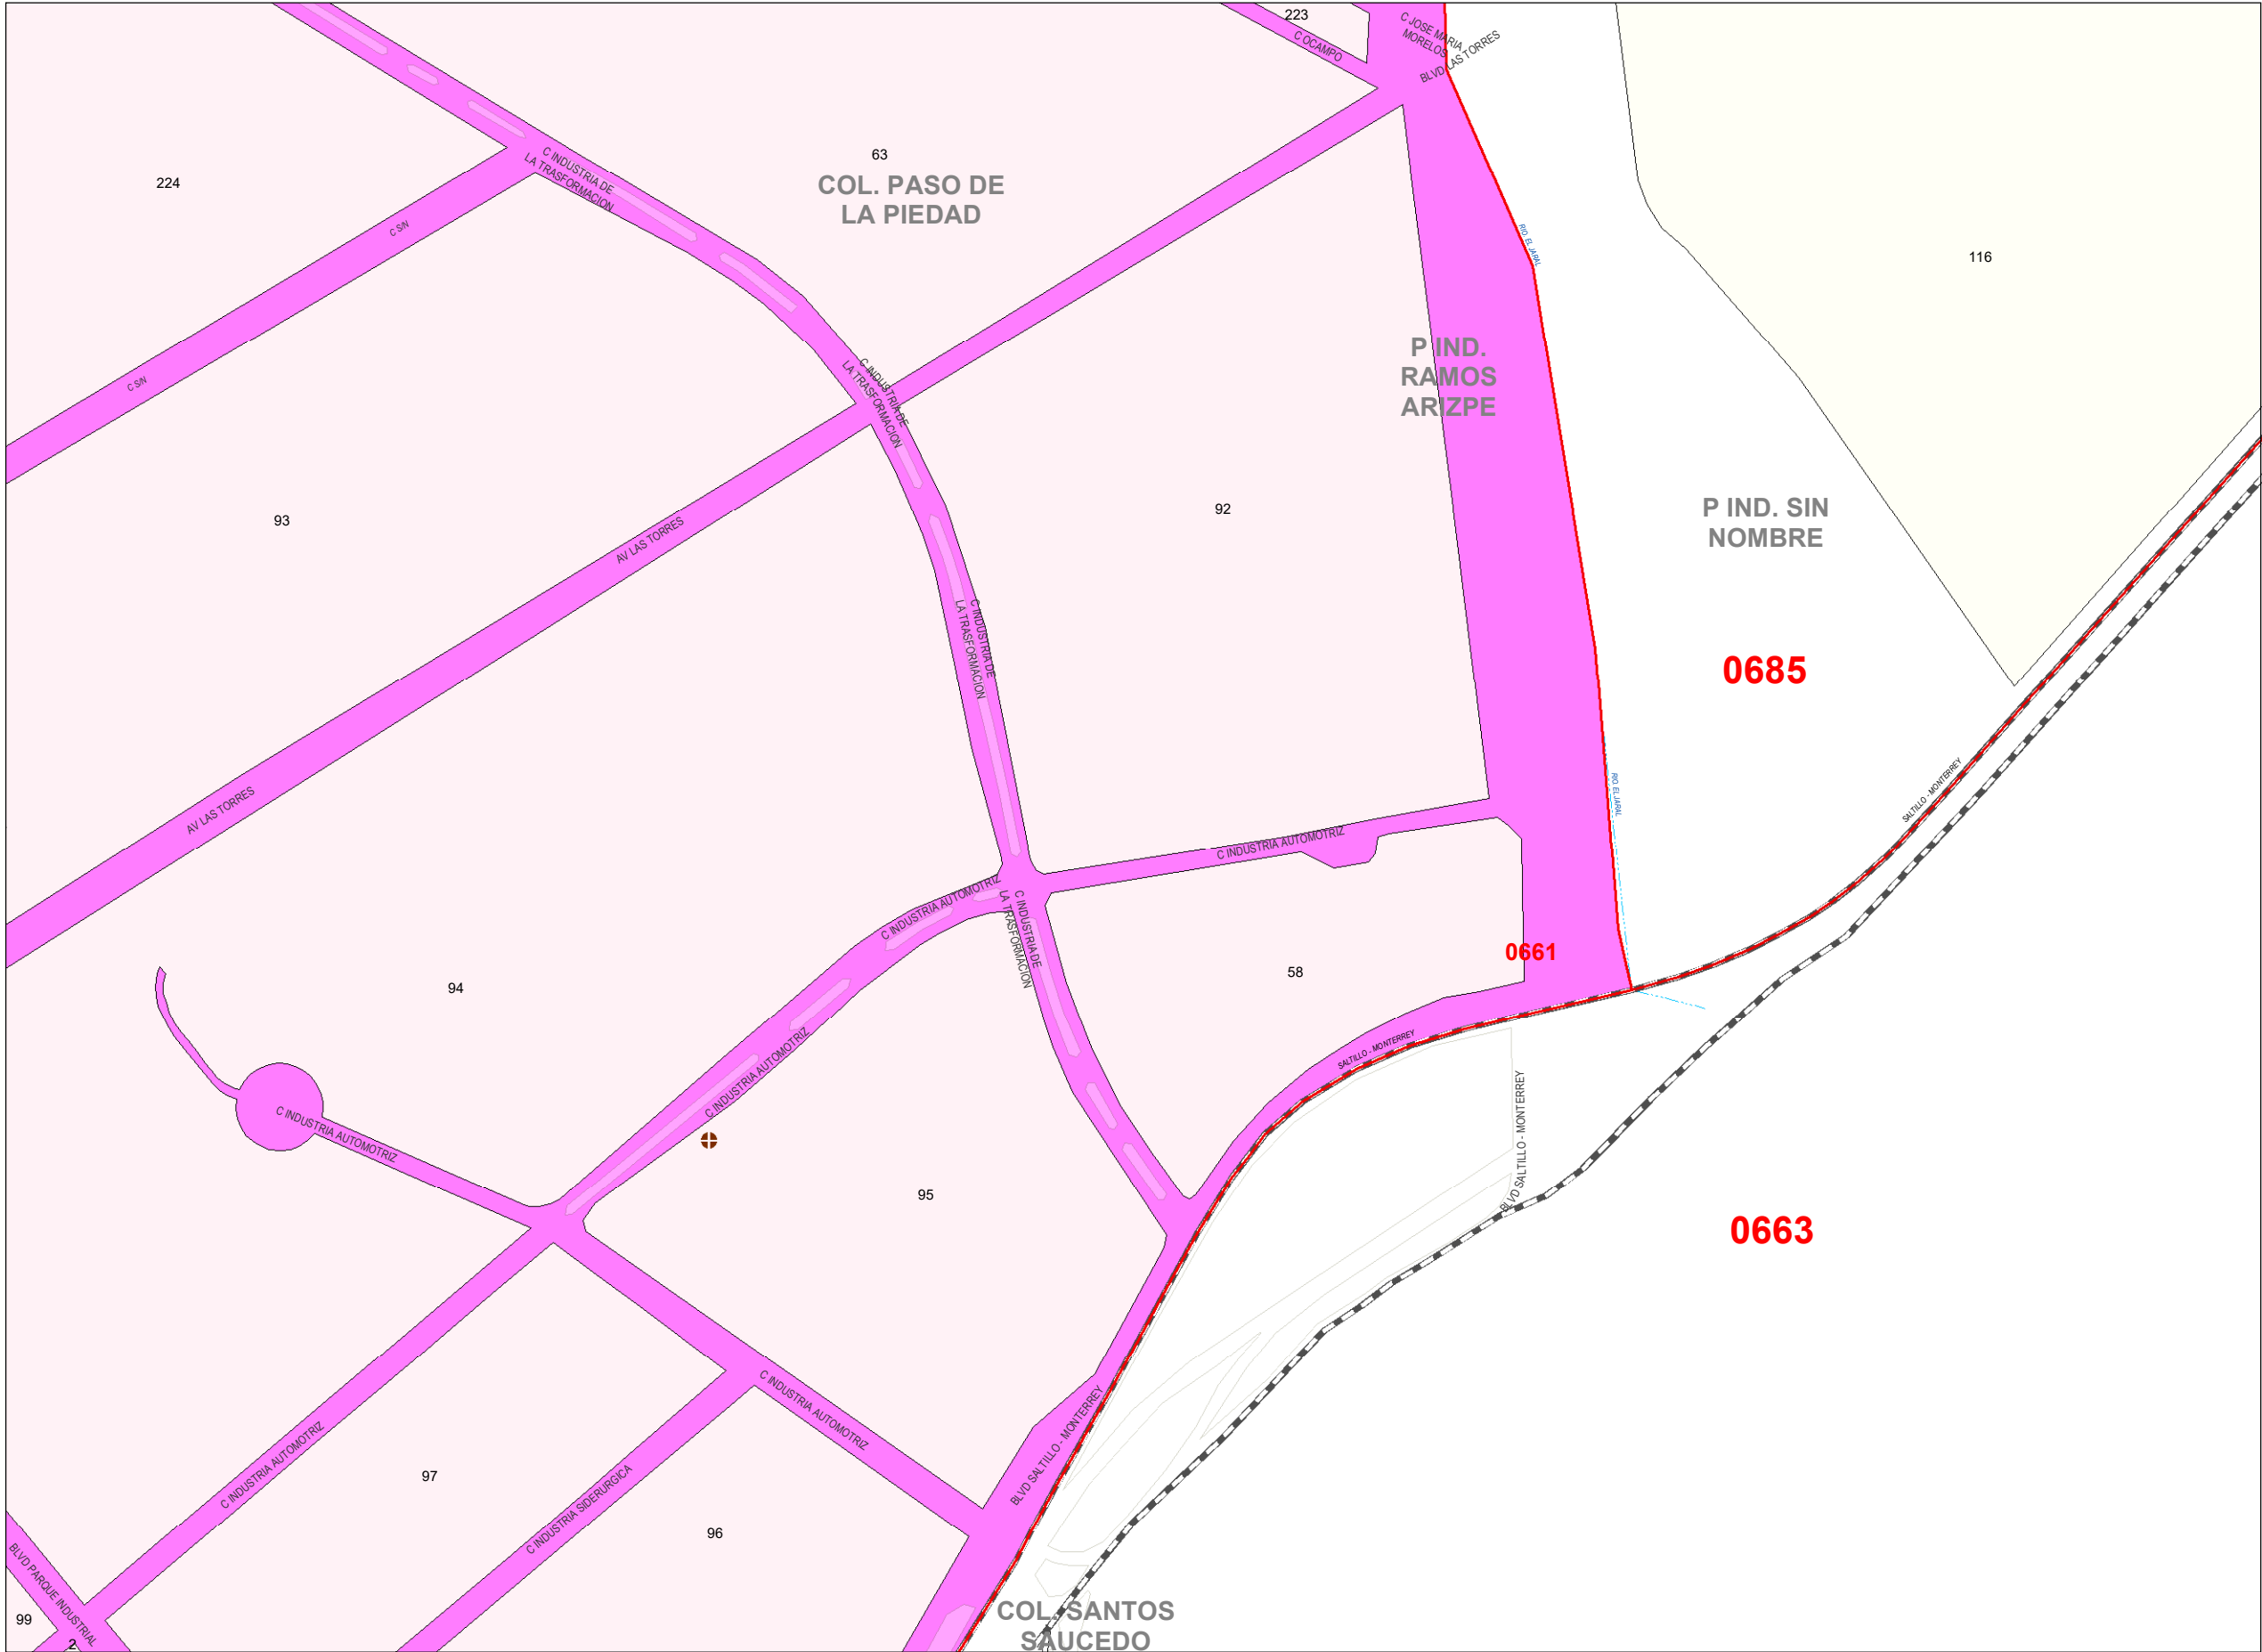 223
C JOSE MARIA
MORELOS
C OCAMPO
BLVD LAS TORRES
63
COL. PASO DE
LA PIEDAD
224
C INDUSTRIA DE
LA TRASFORMACION
C S/N
RIO EL JARAL
116
P IND.
RAMOS
ARIZPE
C S/N
C INDUSTRIA DE
LA TRASFORMACION
93
92
P IND. SIN
NOMBRE
AV LAS TORRES
C INDUSTRIA DE
LA TRASFORMACION
0685
AV LAS TORRES
RIO EL JARAL
SALTILLO - MONTERREY
C INDUSTRIA AUTOMOTRIZ
C INDUSTRIA AUTOMOTRIZ
C INDUSTRIA DE
LA TRASFORMACION
0661
58
94
SALTILLO - MONTERREY
C INDUSTRIA AUTOMOTRIZ
C INDUSTRIA AUTOMOTRIZ
BLVD SALTILLO - MONTERREY
95
0663
C INDUSTRIA AUTOMOTRIZ
BLVD SALTILLO - MONTERREY
C INDUSTRIA AUTOMOTRIZ
97
C INDUSTRIA SIDERURGICA
96
BLVD PARQUE INDUSTRIAL
99
2
COL. SANTOS
SAUCEDO